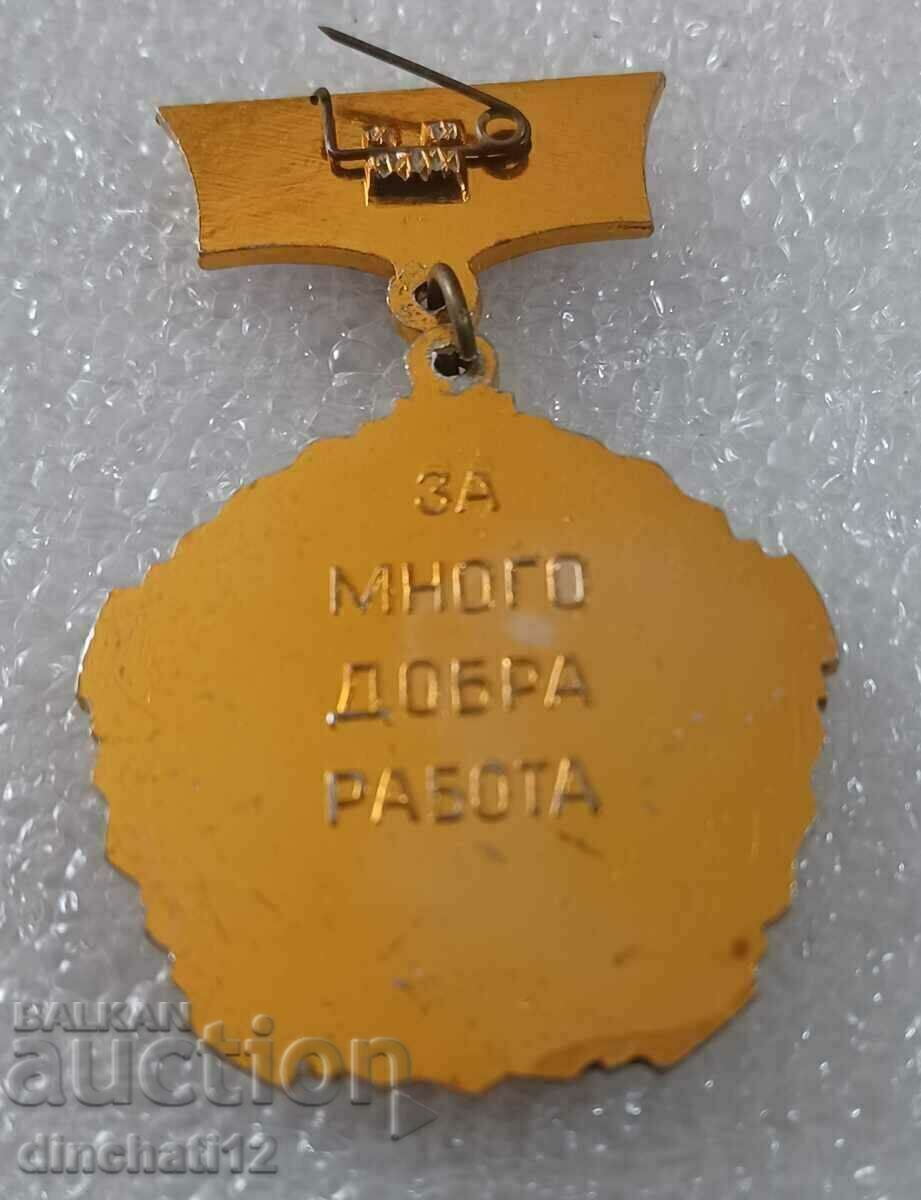 ЗА
МНОГО
ДОБРА
РАБОТА
BALKAN
auction
dinchati12